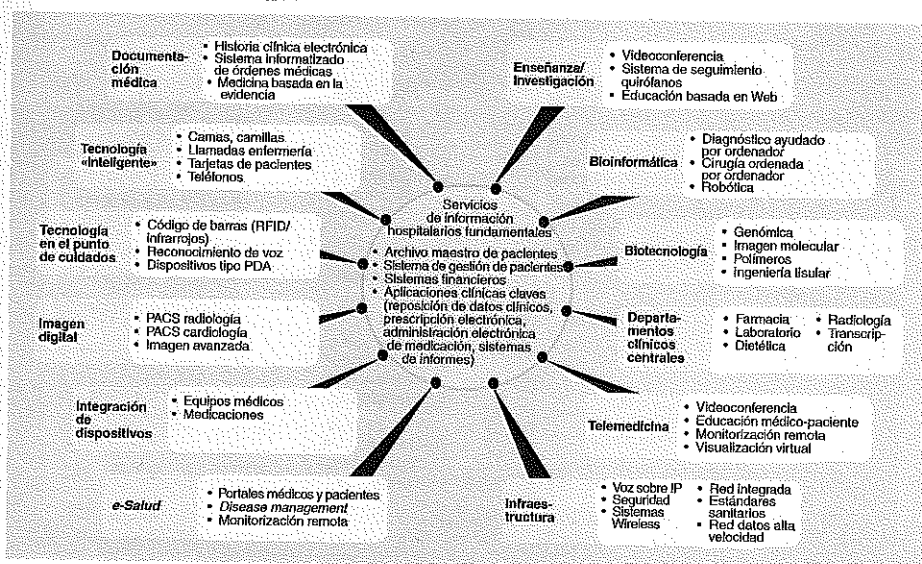 Documenta-
ción
médica
• Historia clínica electrónica
• Sistema informatizado
de órdenes médicas
• Medicina basada en la
evidencia
Enseñanza/
Investigación
• Videoconferencia
• Sistema de seguimiento
quirófanos
• Educación basada en Web
Tecnología
«Inteligente»
• Camas, camillas
• Llamadas enfermería
• Tarjetas de pacientes
• Teléfonos
Bioinformática
• Diagnóstico ayudado
por ordenador
• Cirugía ordenada
por ordenador
• Robótica
Tecnología
en el punto
de cuidados
• Código de barras (RFID/
infrarrojos)
• Reconocimiento de voz
• Dispositivos tipo PDA
Servicios
de información
hospitalarios fundamentales
• Archivo maestro de pacientes
• Sistema de gestión de pacientes
• Sistemas financieros
• Aplicaciones clínicas claves
(reposición de datos clínicos,
prescripción electrónica,
administración electrónica
de medicación, sistemas
de informes)
Biotecnología
• Genómica
• Imagen molecular
• Polímeros
• Ingeniería tisular
Imagen
digital
• PACS radiología
• PACS cardiología
• Imagen avanzada
Departa-
mentos
clínicos
centrales
• Farmacia
• Laboratorio
• Dietética
• Radiología
• Transcrip-
ción
Integración
de
dispositivos
• Equipos médicos
• Medicaciones
Telemedicina
• Videoconferencia
• Educación médico-paciente
• Monitorización remota
• Visualización virtual
e-Salud
• Portales médicos y pacientes
• Disease management
• Monitorización remota
Infraes-
tructura
• Voz sobre IP
• Seguridad
• Sistemas
Wireless
• Red integrada
• Estándares
sanitarios
• Red datos alta
velocidad